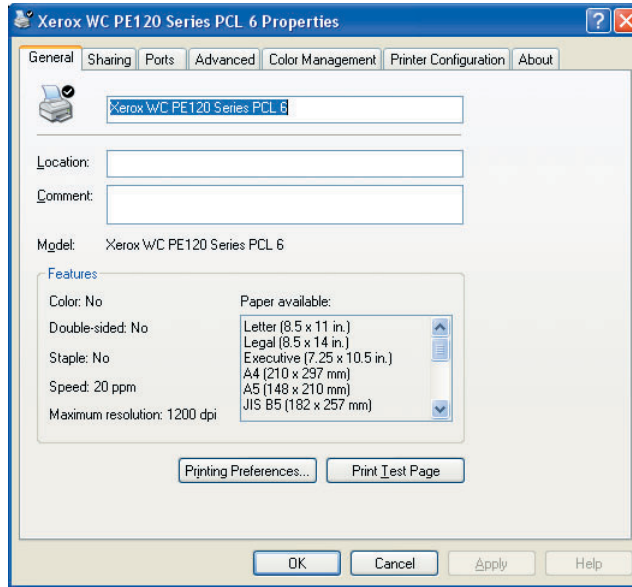 Xerox WC PE120 Series PCL 6 Properties
General Sharing Ports Advanced Color Management Printer Configuration About
Xerox WC PE120 Series PCL 6
Location:
Comment:
Model: Xerox WC PE120 Series PCL 6
Features
Color: No
Double-sided: No
Staple: No
Speed: 20 ppm
Maximum resolution: 1200 dpi
Paper available:
Letter (8.5 x 11 in.)
Legal (8.5 x 14 in.)
Executive (7.25 x 10.5 in.)
A4 (210 x 297 mm)
A5 (148 x 210 mm)
JIS B5 (182 x 257 mm)
Printing Preferences... Print Test Page
OK Cancel Apply Help